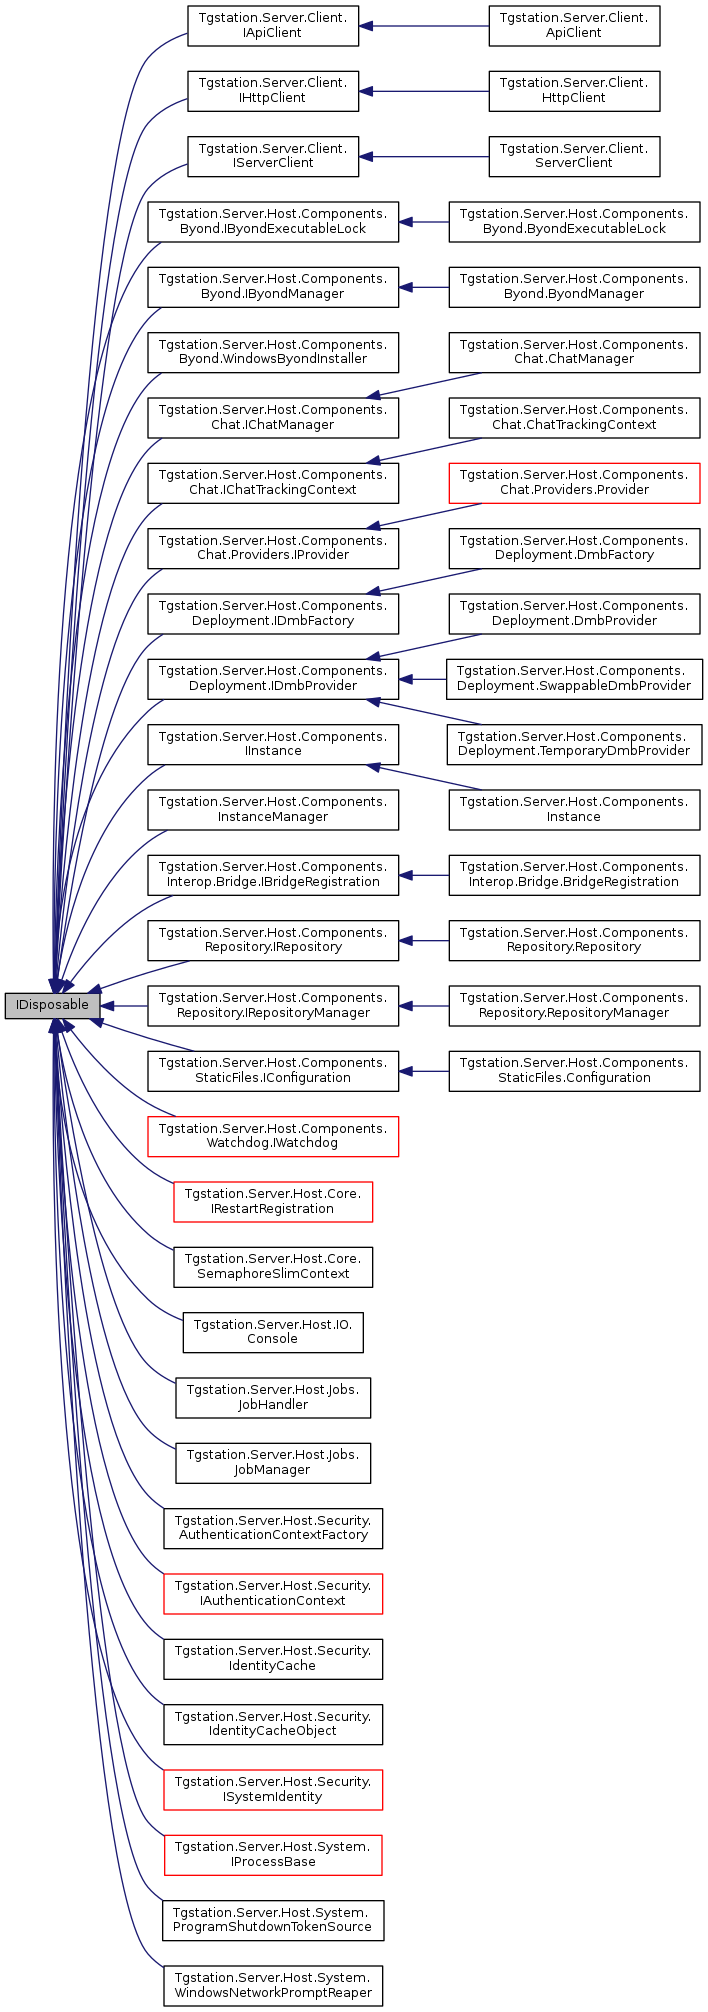 Tgstation.Server.Client.
IApiClient
Tgstation.Server.Client.
ApiClient
Tgstation.Server.Client.
IHttpClient
Tgstation.Server.Client.
HttpClient
Tgstation.Server.Client.
IServerClient
Tgstation.Server.Client.
ServerClient
Tgstation.Server.Host.Components.
Byond.IByondExecutableLock
Tgstation.Server.Host.Components.
Byond.ByondExecutableLock
Tgstation.Server.Host.Components.
Byond.IByondManager
Tgstation.Server.Host.Components.
Byond.ByondManager
Tgstation.Server.Host.Components.
Byond.WindowsByondInstaller
Tgstation.Server.Host.Components.
Chat.ChatManager
Tgstation.Server.Host.Components.
Chat.IChatManager
Tgstation.Server.Host.Components.
Chat.ChatTrackingContext
Tgstation.Server.Host.Components.
Chat.IChatTrackingContext
Tgstation.Server.Host.Components.
Chat.Providers.Provider
Tgstation.Server.Host.Components.
Chat.Providers.IProvider
Tgstation.Server.Host.Components.
Deployment.DmbFactory
Tgstation.Server.Host.Components.
Deployment.IDmbFactory
Tgstation.Server.Host.Components.
Deployment.DmbProvider
Tgstation.Server.Host.Components.
Deployment.IDmbProvider
Tgstation.Server.Host.Components.
Deployment.SwappableDmbProvider
Tgstation.Server.Host.Components.
IInstance
Tgstation.Server.Host.Components.
Deployment.TemporaryDmbProvider
Tgstation.Server.Host.Components.
InstanceManager
Tgstation.Server.Host.Components.
Instance
Tgstation.Server.Host.Components.
Interop.Bridge.IBridgeRegistration
Tgstation.Server.Host.Components.
Interop.Bridge.BridgeRegistration
Tgstation.Server.Host.Components.
Repository.IRepository
Tgstation.Server.Host.Components.
Repository.Repository
IDisposable
Tgstation.Server.Host.Components.
Repository.IRepositoryManager
Tgstation.Server.Host.Components.
Repository.RepositoryManager
Tgstation.Server.Host.Components.
StaticFiles.IConfiguration
Tgstation.Server.Host.Components.
StaticFiles.Configuration
Tgstation.Server.Host.Components.
Watchdog.IWatchdog
Tgstation.Server.Host.Core.
IRestartRegistration
Tgstation.Server.Host.Core.
SemaphoreSlimContext
Tgstation.Server.Host.IO.
Console
Tgstation.Server.Host.Jobs.
JobHandler
Tgstation.Server.Host.Jobs.
JobManager
Tgstation.Server.Host.Security.
AuthenticationContextFactory
Tgstation.Server.Host.Security.
IAuthenticationContext
Tgstation.Server.Host.Security.
IdentityCache
Tgstation.Server.Host.Security.
IdentityCacheObject
Tgstation.Server.Host.Security.
ISystemIdentity
Tgstation.Server.Host.System.
IProcessBase
Tgstation.Server.Host.System.
ProgramShutdownTokenSource
Tgstation.Server.Host.System.
WindowsNetworkPromptReaper